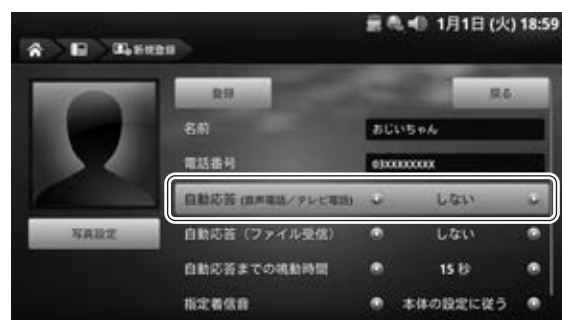 1月1日 (火) 18:59
新規登録
登録
戻る
名前
おじいちゃん
電話番号
03XXXXXXXX
自動応答 (音声電話／テレビ電話)
しない
写真設定
自動応答（ファイル受信）
しない
自動応答までの鳴動時間
15 秒
指定着信音
本体の設定に従う